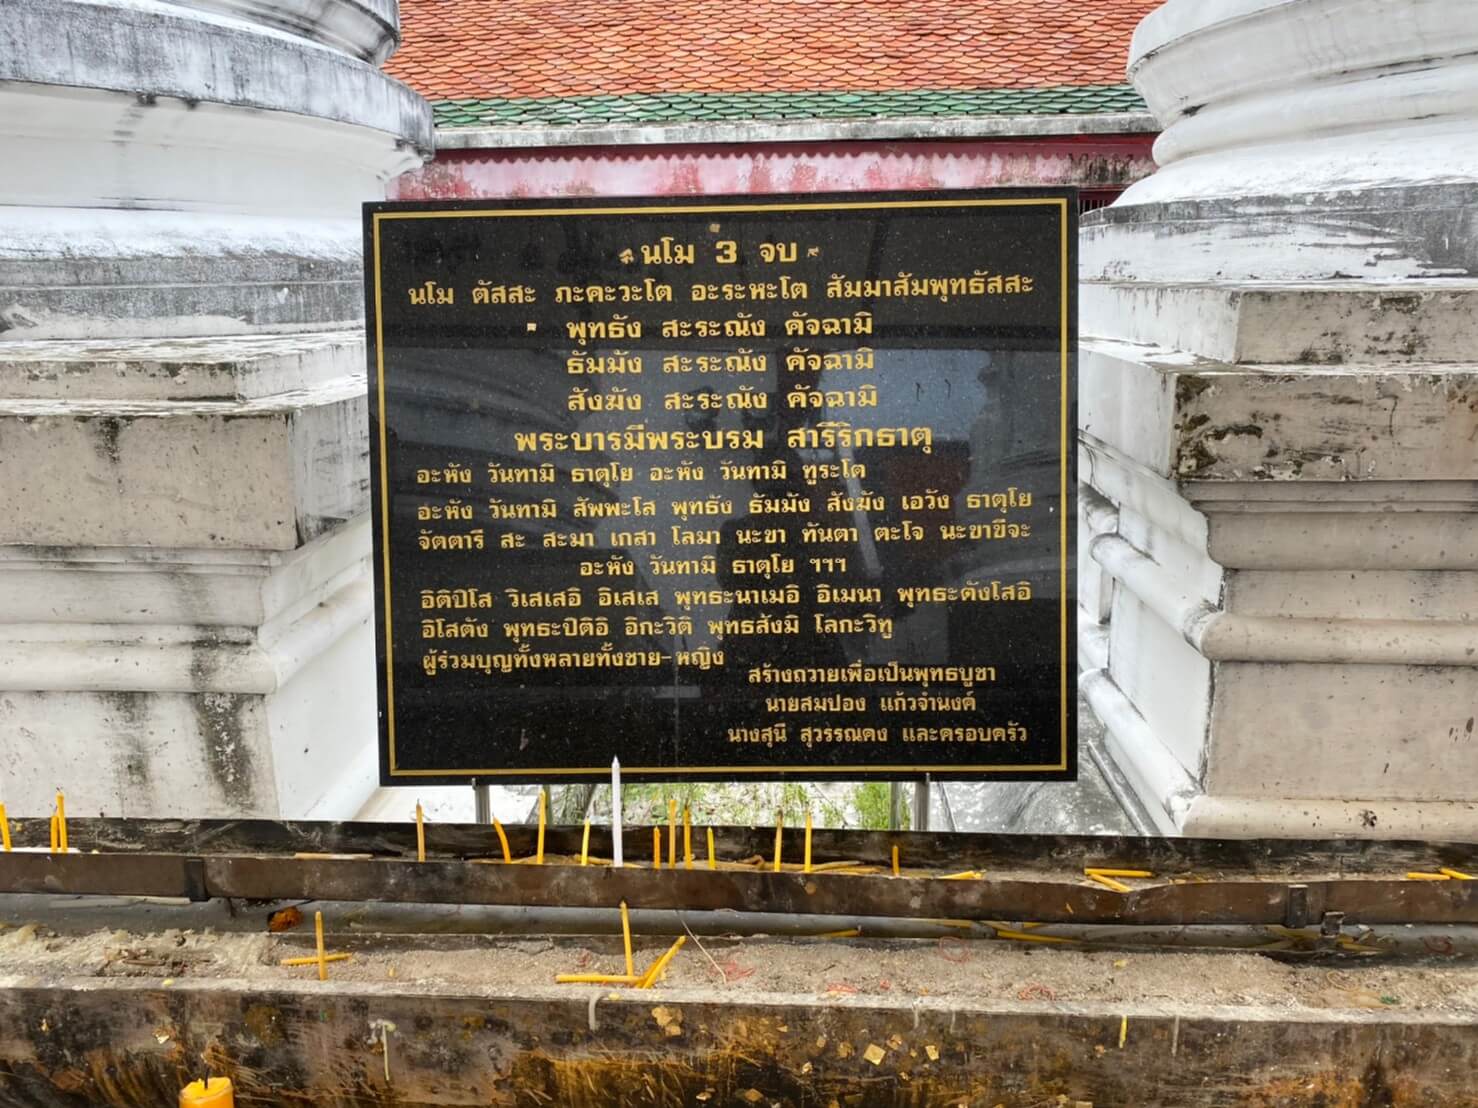 นโม 3 จบ
นโม ตัสสะ ภะคะวะโต อะระหะโต สัมมาสัมพุทธัสสะ
พุทธัง สะระณัง คัจฉามิ
ธัมมัง สะระณัง คัจฉามิ
สังฆัง สะระณัง คัจฉามิ
พระบารมีพระบรม สารีริกธาตุ
อะหัง วันทามิ ธาตุโย อะหัง วันทามิ ทูระโต
อะหัง วันทามิ สัพพะโส พุทธัง ธัมมัง สังฆัง เอวัง ธาตุโย
จัตตารี สะ สะมา เกสา โลมา นะขา ทันตา ตะโจ นะขาขีจะ
อะหัง วันทามิ ธาตุโย ฯฯฯ
อิติปิโส วิเสเสอิ อิเสเส พุทธะนาเมอิ อิเมนา พุทธะตังโสอิ
อิโสตัง พุทธะปิติอิ อิกะวิติ พุทธสังมิ โลกะวิทู
ผู้ร่วมบุญทั้งหลายทั้งชาย-หญิง
สร้างถวายเพื่อเป็นพุทธบูชา
นายสมปอง แก้วจำนงค์
นางสุนี สุวรรณคง และครอบครัว